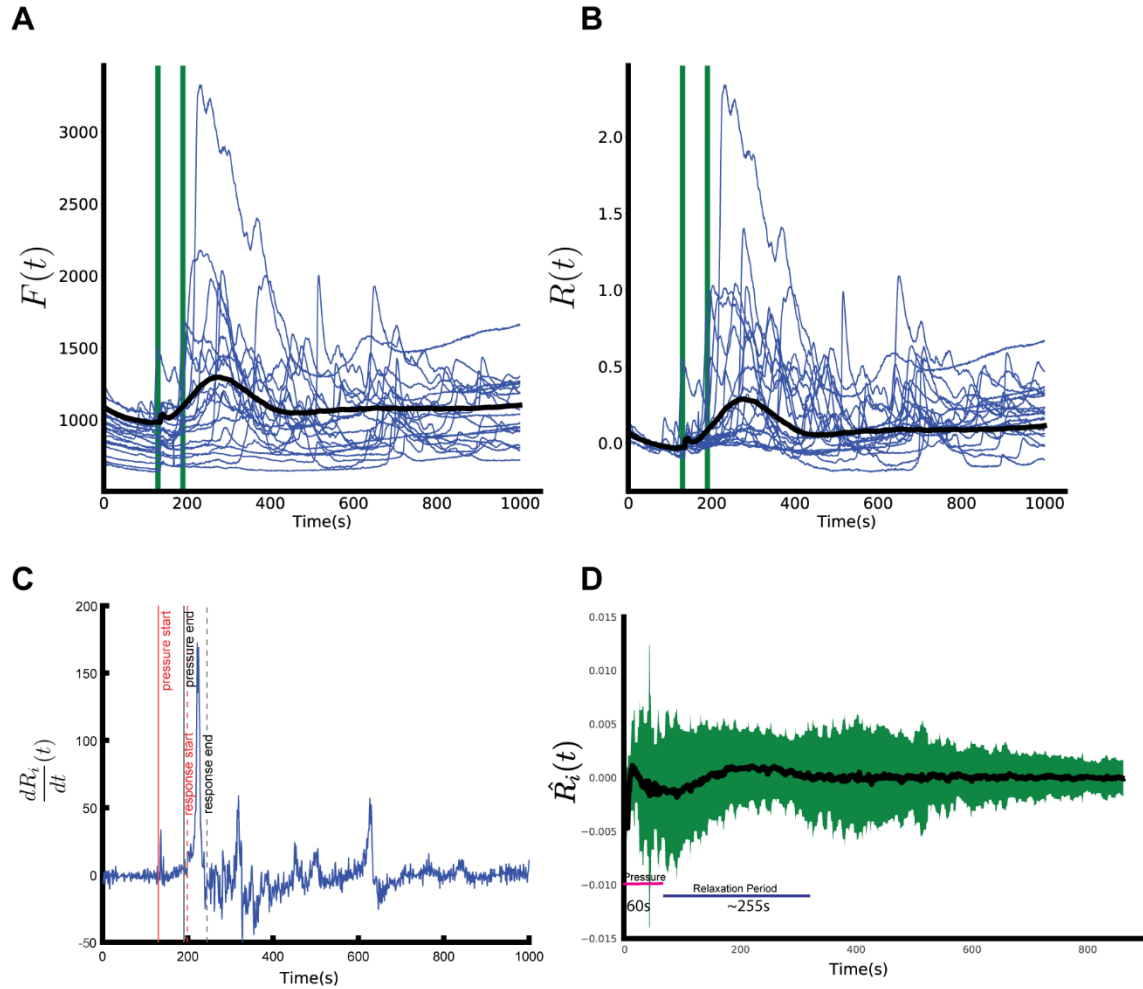 A
B
F(t)
3000
2500
2000
1500
1000
0
200
400
600
800
1000
Time(s)
R(t)
2.0
1.5
1.0
0.5
0.0
0
200
400
600
800
1000
Time(s)
C
D
dR_i/dt (t)
200
150
100
50
0
-50
pressure start
pressure end
response start
response end
0
200
400
600
800
1000
Time(s)
R̂_i(t)
0.015
0.010
0.005
0.000
−0.005
−0.010
−0.015
Pressure
60s
Relaxation Period
~255s
0
200
400
600
800
Time(s)